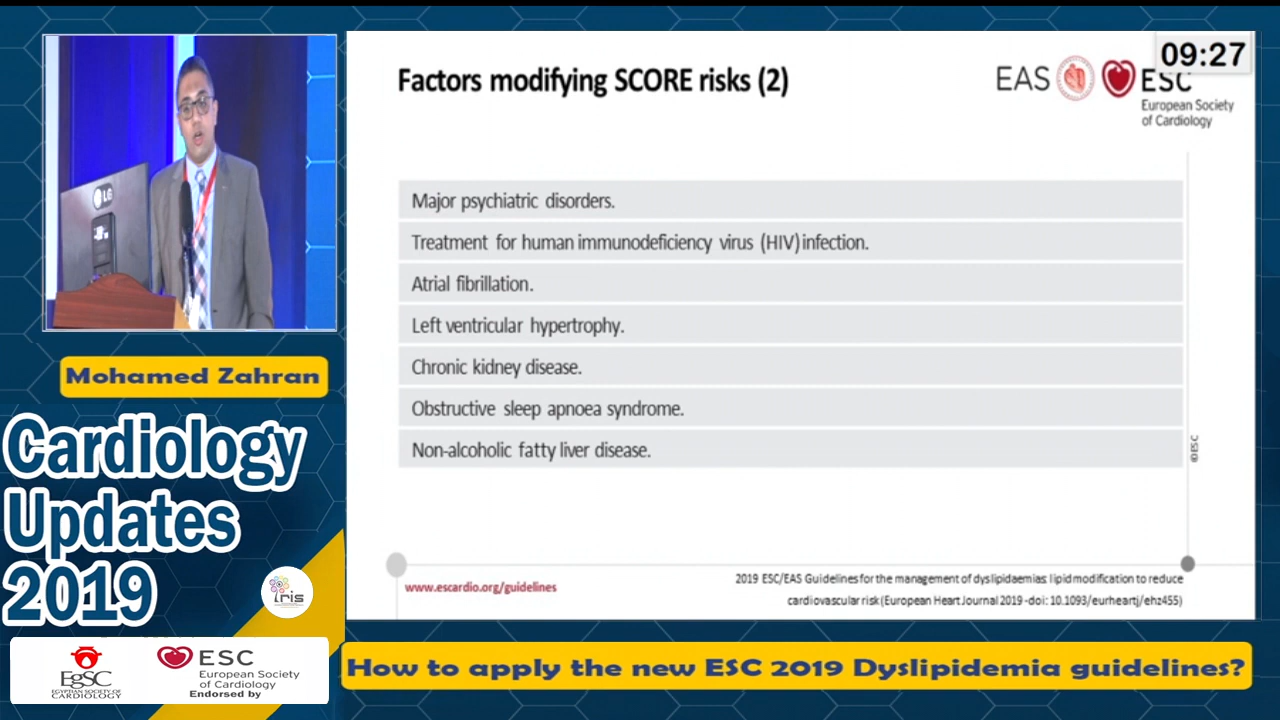 Factors modifying SCORE risks (2)
09:27
EAS
ESC
European Society
of Cardiology
Major psychiatric disorders.
Treatment for human immunodeficiency virus (HIV) infection.
Atrial fibrillation.
Left ventricular hypertrophy.
Chronic kidney disease.
Obstructive sleep apnoea syndrome.
Non-alcoholic fatty liver disease.
©ESC
www.escardio.org/guidelines
2019 ESC/EAS Guidelines for the management of dyslipidaemias: lipid modification to reduce
cardiovascular risk (European Heart Journal 2019 -doi: 10.1093/eurheartj/ehz455)
LG
Mohamed Zahran
Cardiology
Updates
2019
iris
EgSC
EGYPTIAN SOCIETY OF
CARDIOLOGY
ESC
European Society
of Cardiology
Endorsed by
How to apply the new ESC 2019 Dyslipidemia guidelines?